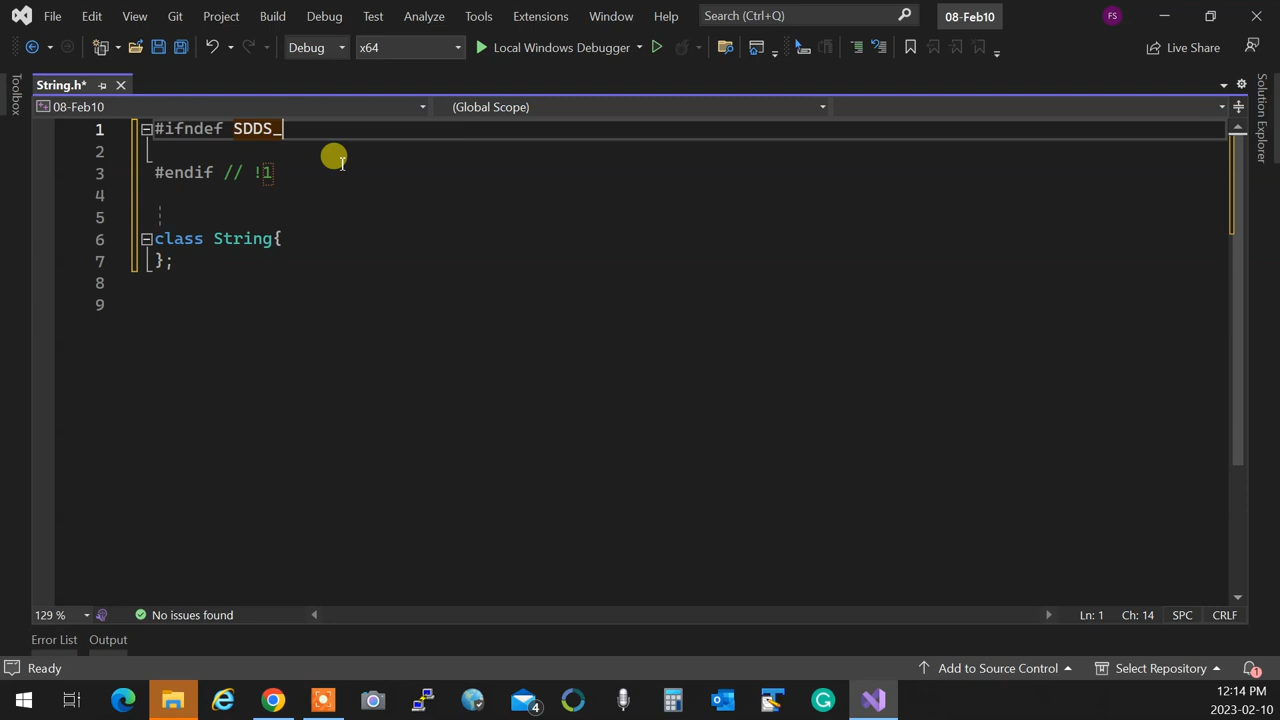 File Edit View Git Project Build Debug Test Analyze Tools Extensions Window Help Search (Ctrl+Q) 08-Feb10 FS
Debug x64 Local Windows Debugger Live Share
String.h*
08-Feb10 (Global Scope)
Toolbox
Solution Explorer
1 #ifndef SDDS_
2
3 #endif // !1
4
5
6 class String{
7 };
8
9
129 % No issues found Ln: 1 Ch: 14 SPC CRLF
Error List Output
Ready Add to Source Control Select Repository 1
4
12:14 PM
2023-02-10